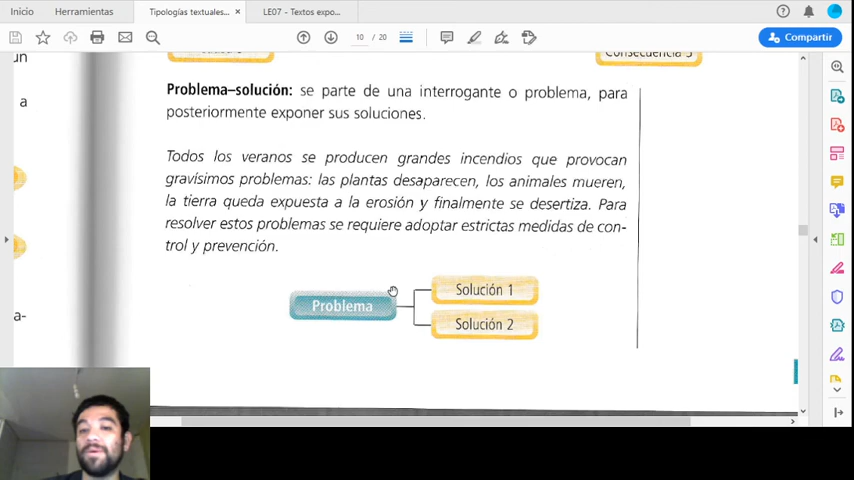 Inicio
Herramientas
Tipologías textuales... ×
LE07 - Textos expo...
10 / 20
Compartir
un
a
Consecuencia 3
Problema–solución: se parte de una interrogante o problema, para
posteriormente exponer sus soluciones.
Todos los veranos se producen grandes incendios que provocan
gravísimos problemas: las plantas desaparecen, los animales mueren,
la tierra queda expuesta a la erosión y finalmente se desertiza. Para
resolver estos problemas se requiere adoptar estrictas medidas de con-
trol y prevención.
Problema
Solución 1
Solución 2
a-